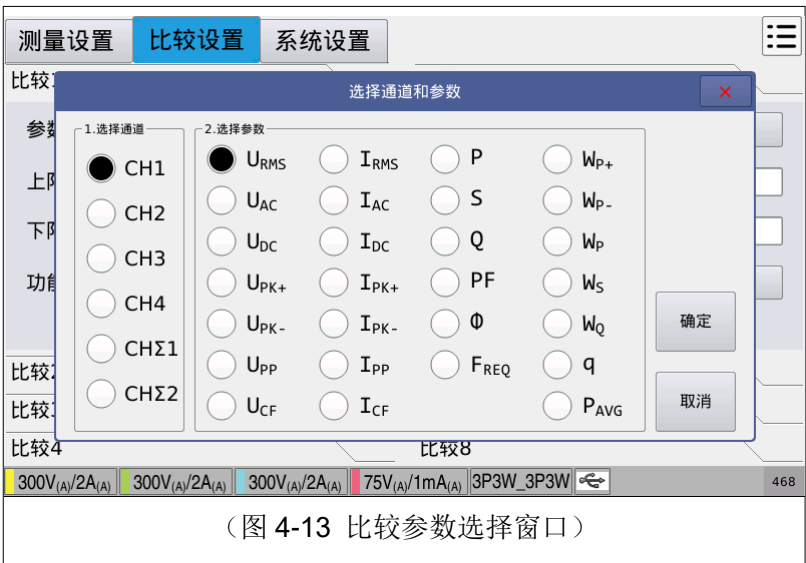 测量设置 比较设置 系统设置
比较1
选择通道和参数 ×
参数
上限
下限
功能
1.选择通道
CH1
CH2
CH3
CH4
CHΣ1
CHΣ2
2.选择参数
URMS IRMS P WP+
UAC IAC S WP-
UDC IDC Q WP
UPK+ IPK+ PF WS
UPK- IPK- Φ WQ
UPP IPP FREQ q
UCF ICF PAVG
确定
取消
比较2
比较3
比较4 比较8
300V(A)/2A(A) 300V(A)/2A(A) 300V(A)/2A(A) 75V(A)/1mA(A) 3P3W_3P3W 468
（图 4-13 比较参数选择窗口）